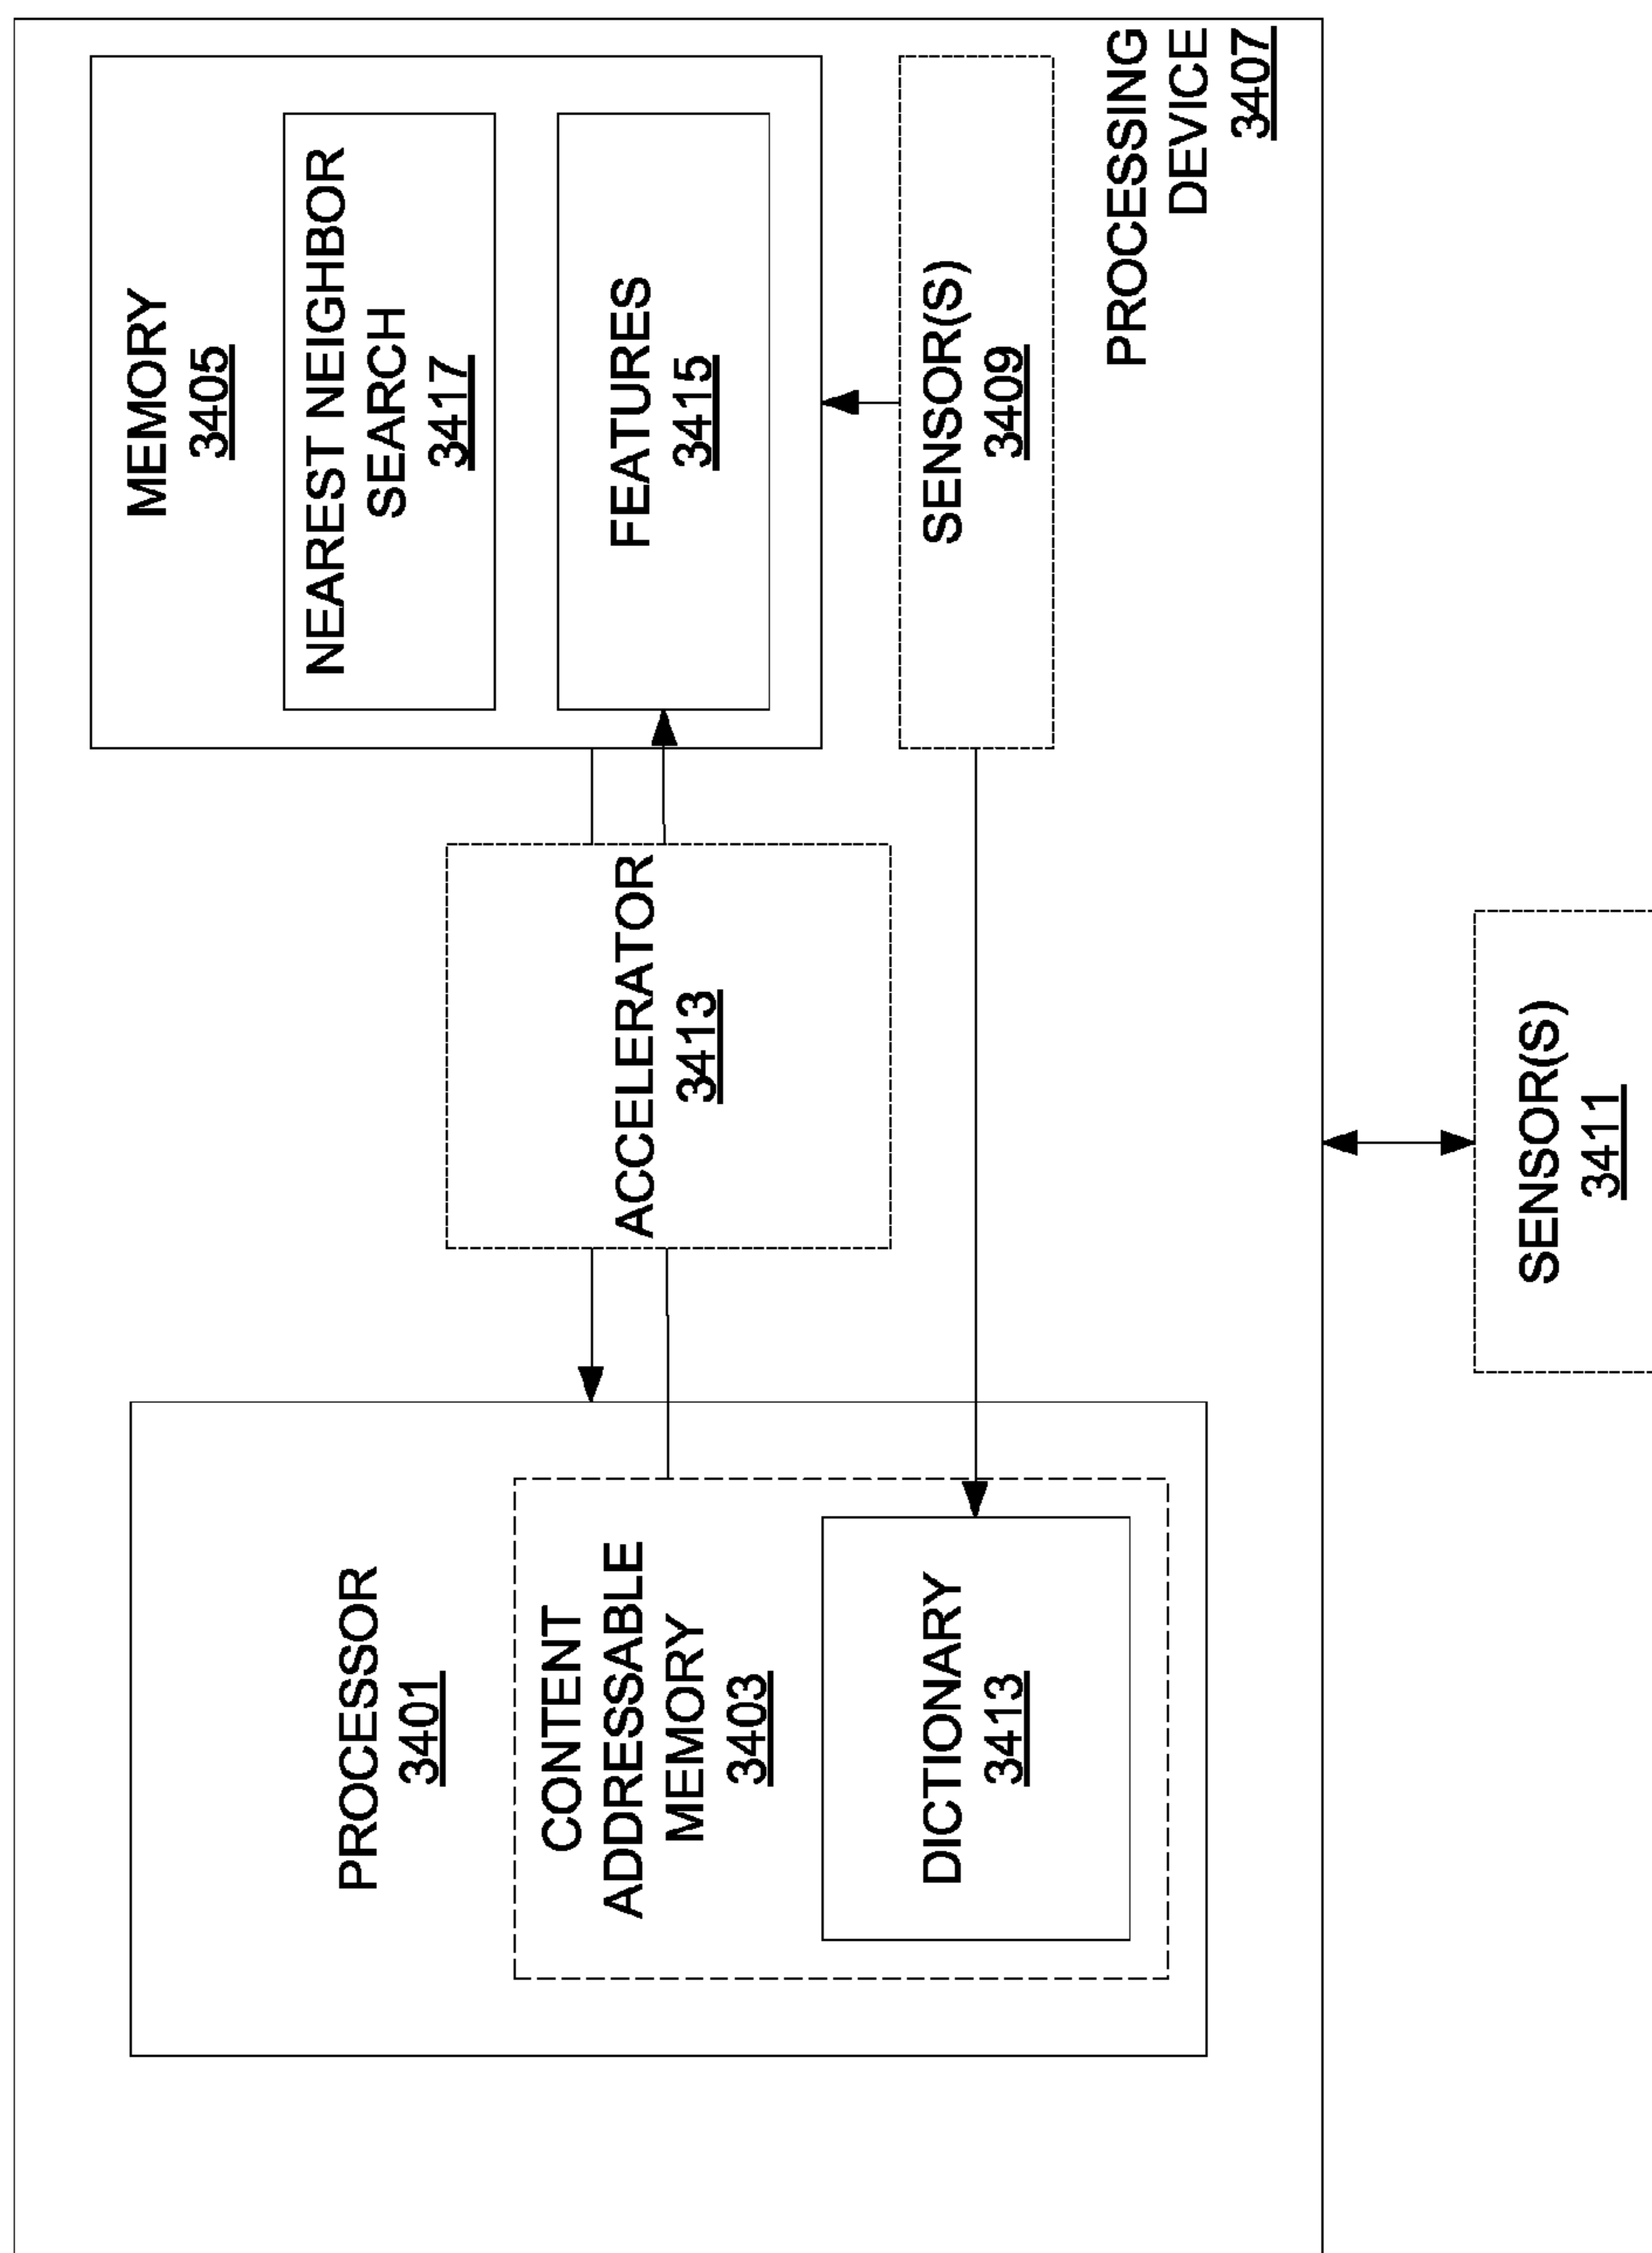 PROCESSOR
3401
CONTENT
ADDRESSABLE
MEMORY
3403
DICTIONARY
3413
ACCELERATOR
3413
MEMORY
3405
NEAREST NEIGHBOR
SEARCH
3417
FEATURES
3415
SENSOR(S)
3409
PROCESSING
DEVICE
3407
SENSOR(S)
3411